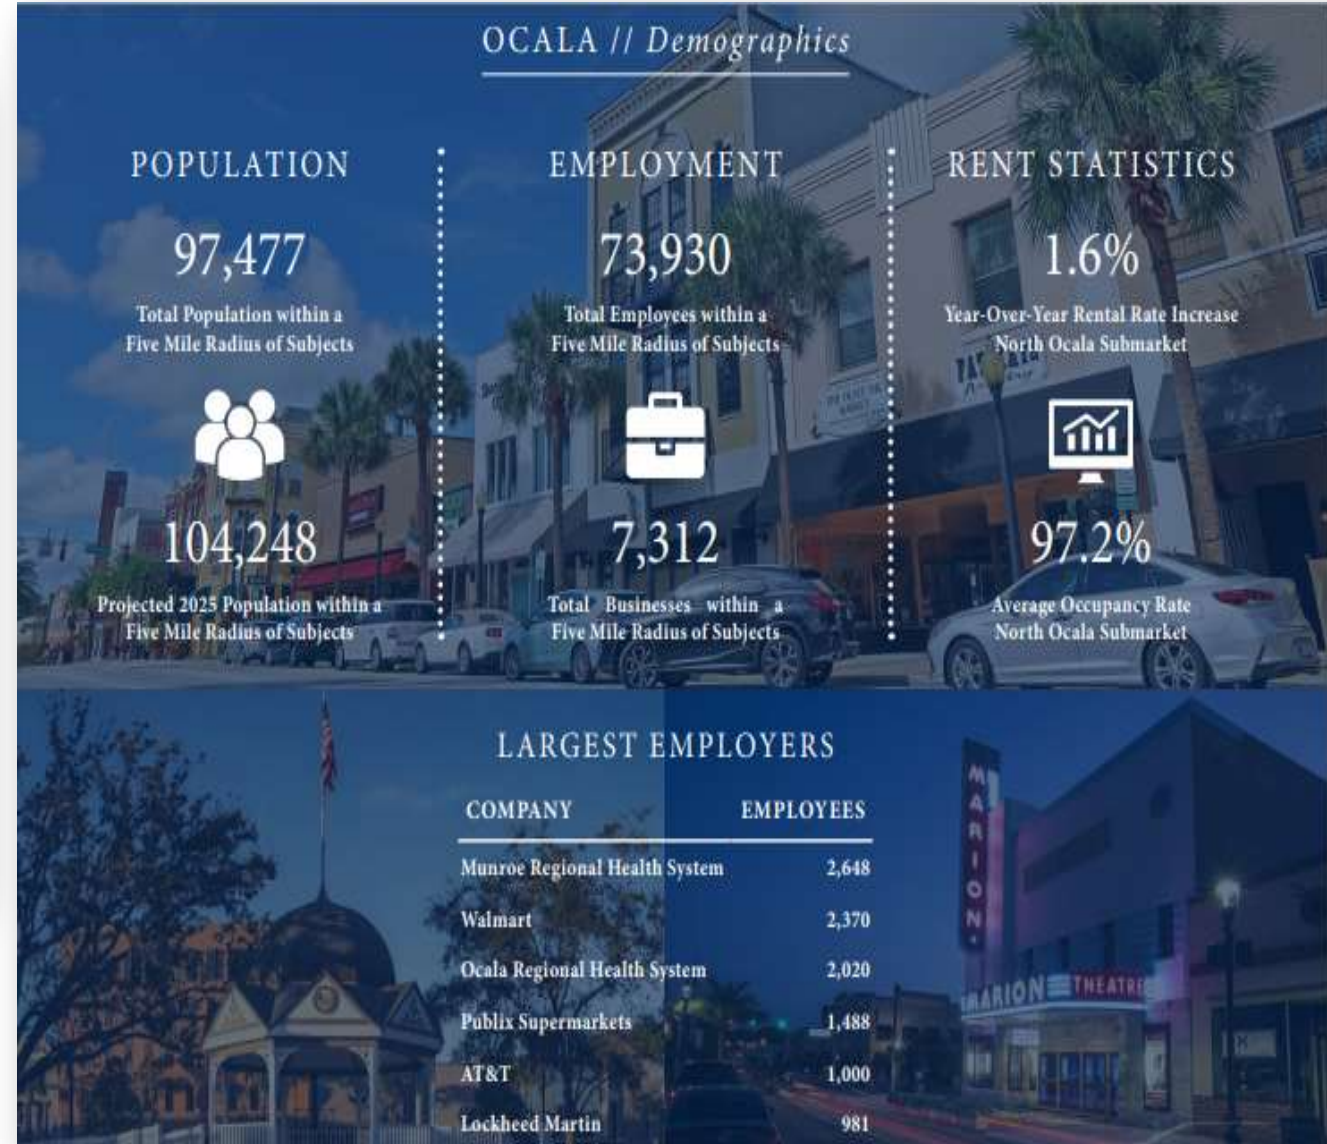 OCALA // Demographics
POPULATION
97,477
Total Population within a
Five Mile Radius of Subjects
104,248
Projected 2025 Population within a
Five Mile Radius of Subjects
EMPLOYMENT
73,930
Total Employees within a
Five Mile Radius of Subjects
7,312
Total Businesses within a
Five Mile Radius of Subjects
RENT STATISTICS
1.6%
Year-Over-Year Rental Rate Increase
North Ocala Submarket
97.2%
Average Occupancy Rate
North Ocala Submarket
LARGEST EMPLOYERS
COMPANY EMPLOYEES
Munroe Regional Health System 2,648
Walmart 2,370
Ocala Regional Health System 2,020
Publix Supermarkets 1,488
AT&T 1,000
Lockheed Martin 981
MARION
MARION THEATRE